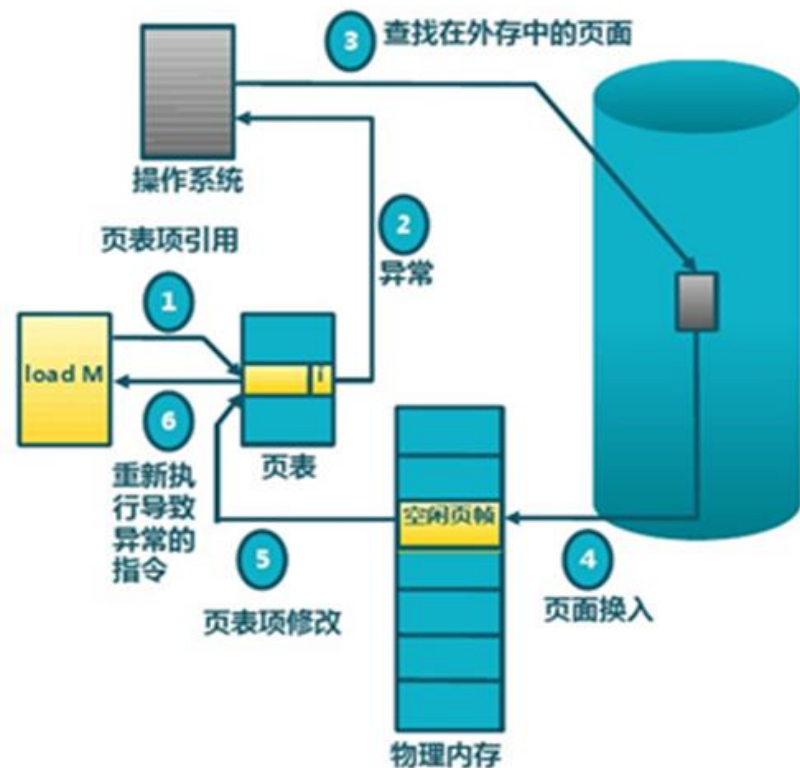 3
查找在外存中的页面
操作系统
2
异常
页表项引用
1
load M
i
6
重新执
行导致
异常的
指令
页表
空闲页帧
5
页表项修改
4
页面换入
物理内存